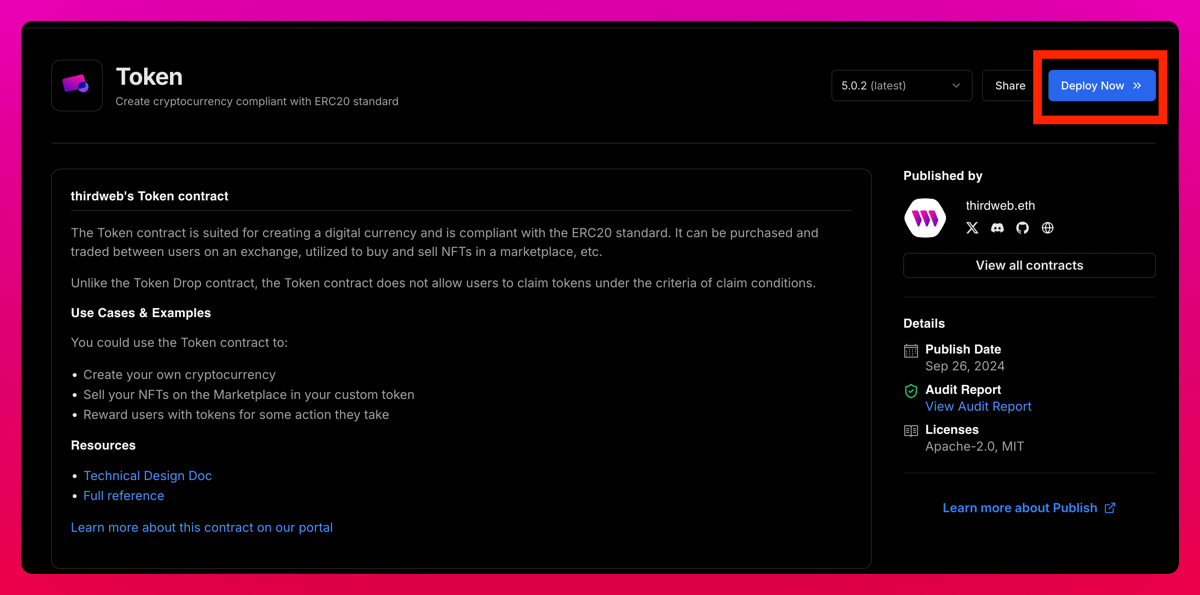 Token
Create cryptocurrency compliant with ERC20 standard
5.0.2 (latest)
Share
Deploy Now
thirdweb's Token contract
The Token contract is suited for creating a digital currency and is compliant with the ERC20 standard. It can be purchased and
traded between users on an exchange, utilized to buy and sell NFTs in a marketplace, etc.
Unlike the Token Drop contract, the Token contract does not allow users to claim tokens under the criteria of claim conditions.
Use Cases & Examples
You could use the Token contract to:
• Create your own cryptocurrency
• Sell your NFTs on the Marketplace in your custom token
• Reward users with tokens for some action they take
Resources
• Technical Design Doc
• Full reference
Learn more about this contract on our portal
Published by
thirdweb.eth
View all contracts
Details
Publish Date
Sep 26, 2024
Audit Report
View Audit Report
Licenses
Apache-2.0, MIT
Learn more about Publish